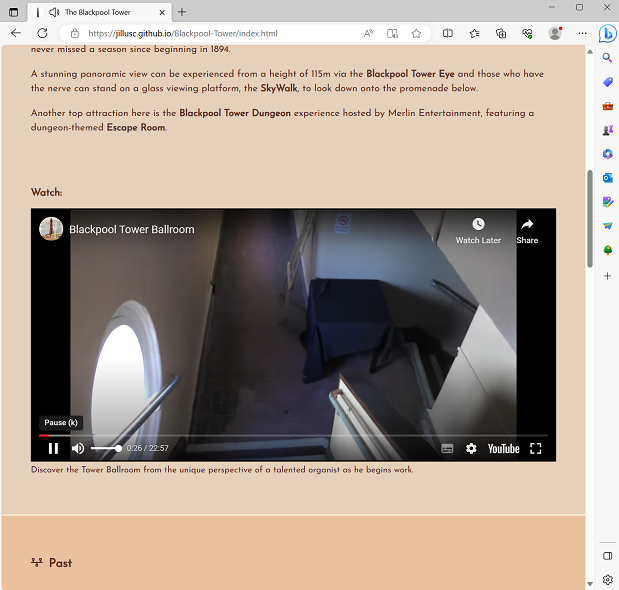 The Blackpool Tower
https://jillusc.github.io/Blackpool-Tower/index.html
never missed a season since beginning in 1894.
A stunning panoramic view can be experienced from a height of 115m via the Blackpool Tower Eye and those who have
the nerve can stand on a glass viewing platform, the SkyWalk, to look down onto the promenade below.
Another top attraction here is the Blackpool Tower Dungeon experience hosted by Merlin Entertainment, featuring a
dungeon-themed Escape Room.
Watch:
Blackpool Tower Ballroom
Watch Later
Share
Pause (k)
0:26 / 22:57
YouTube
Discover the Tower Ballroom from the unique perspective of a talented organist as he begins work.
Past